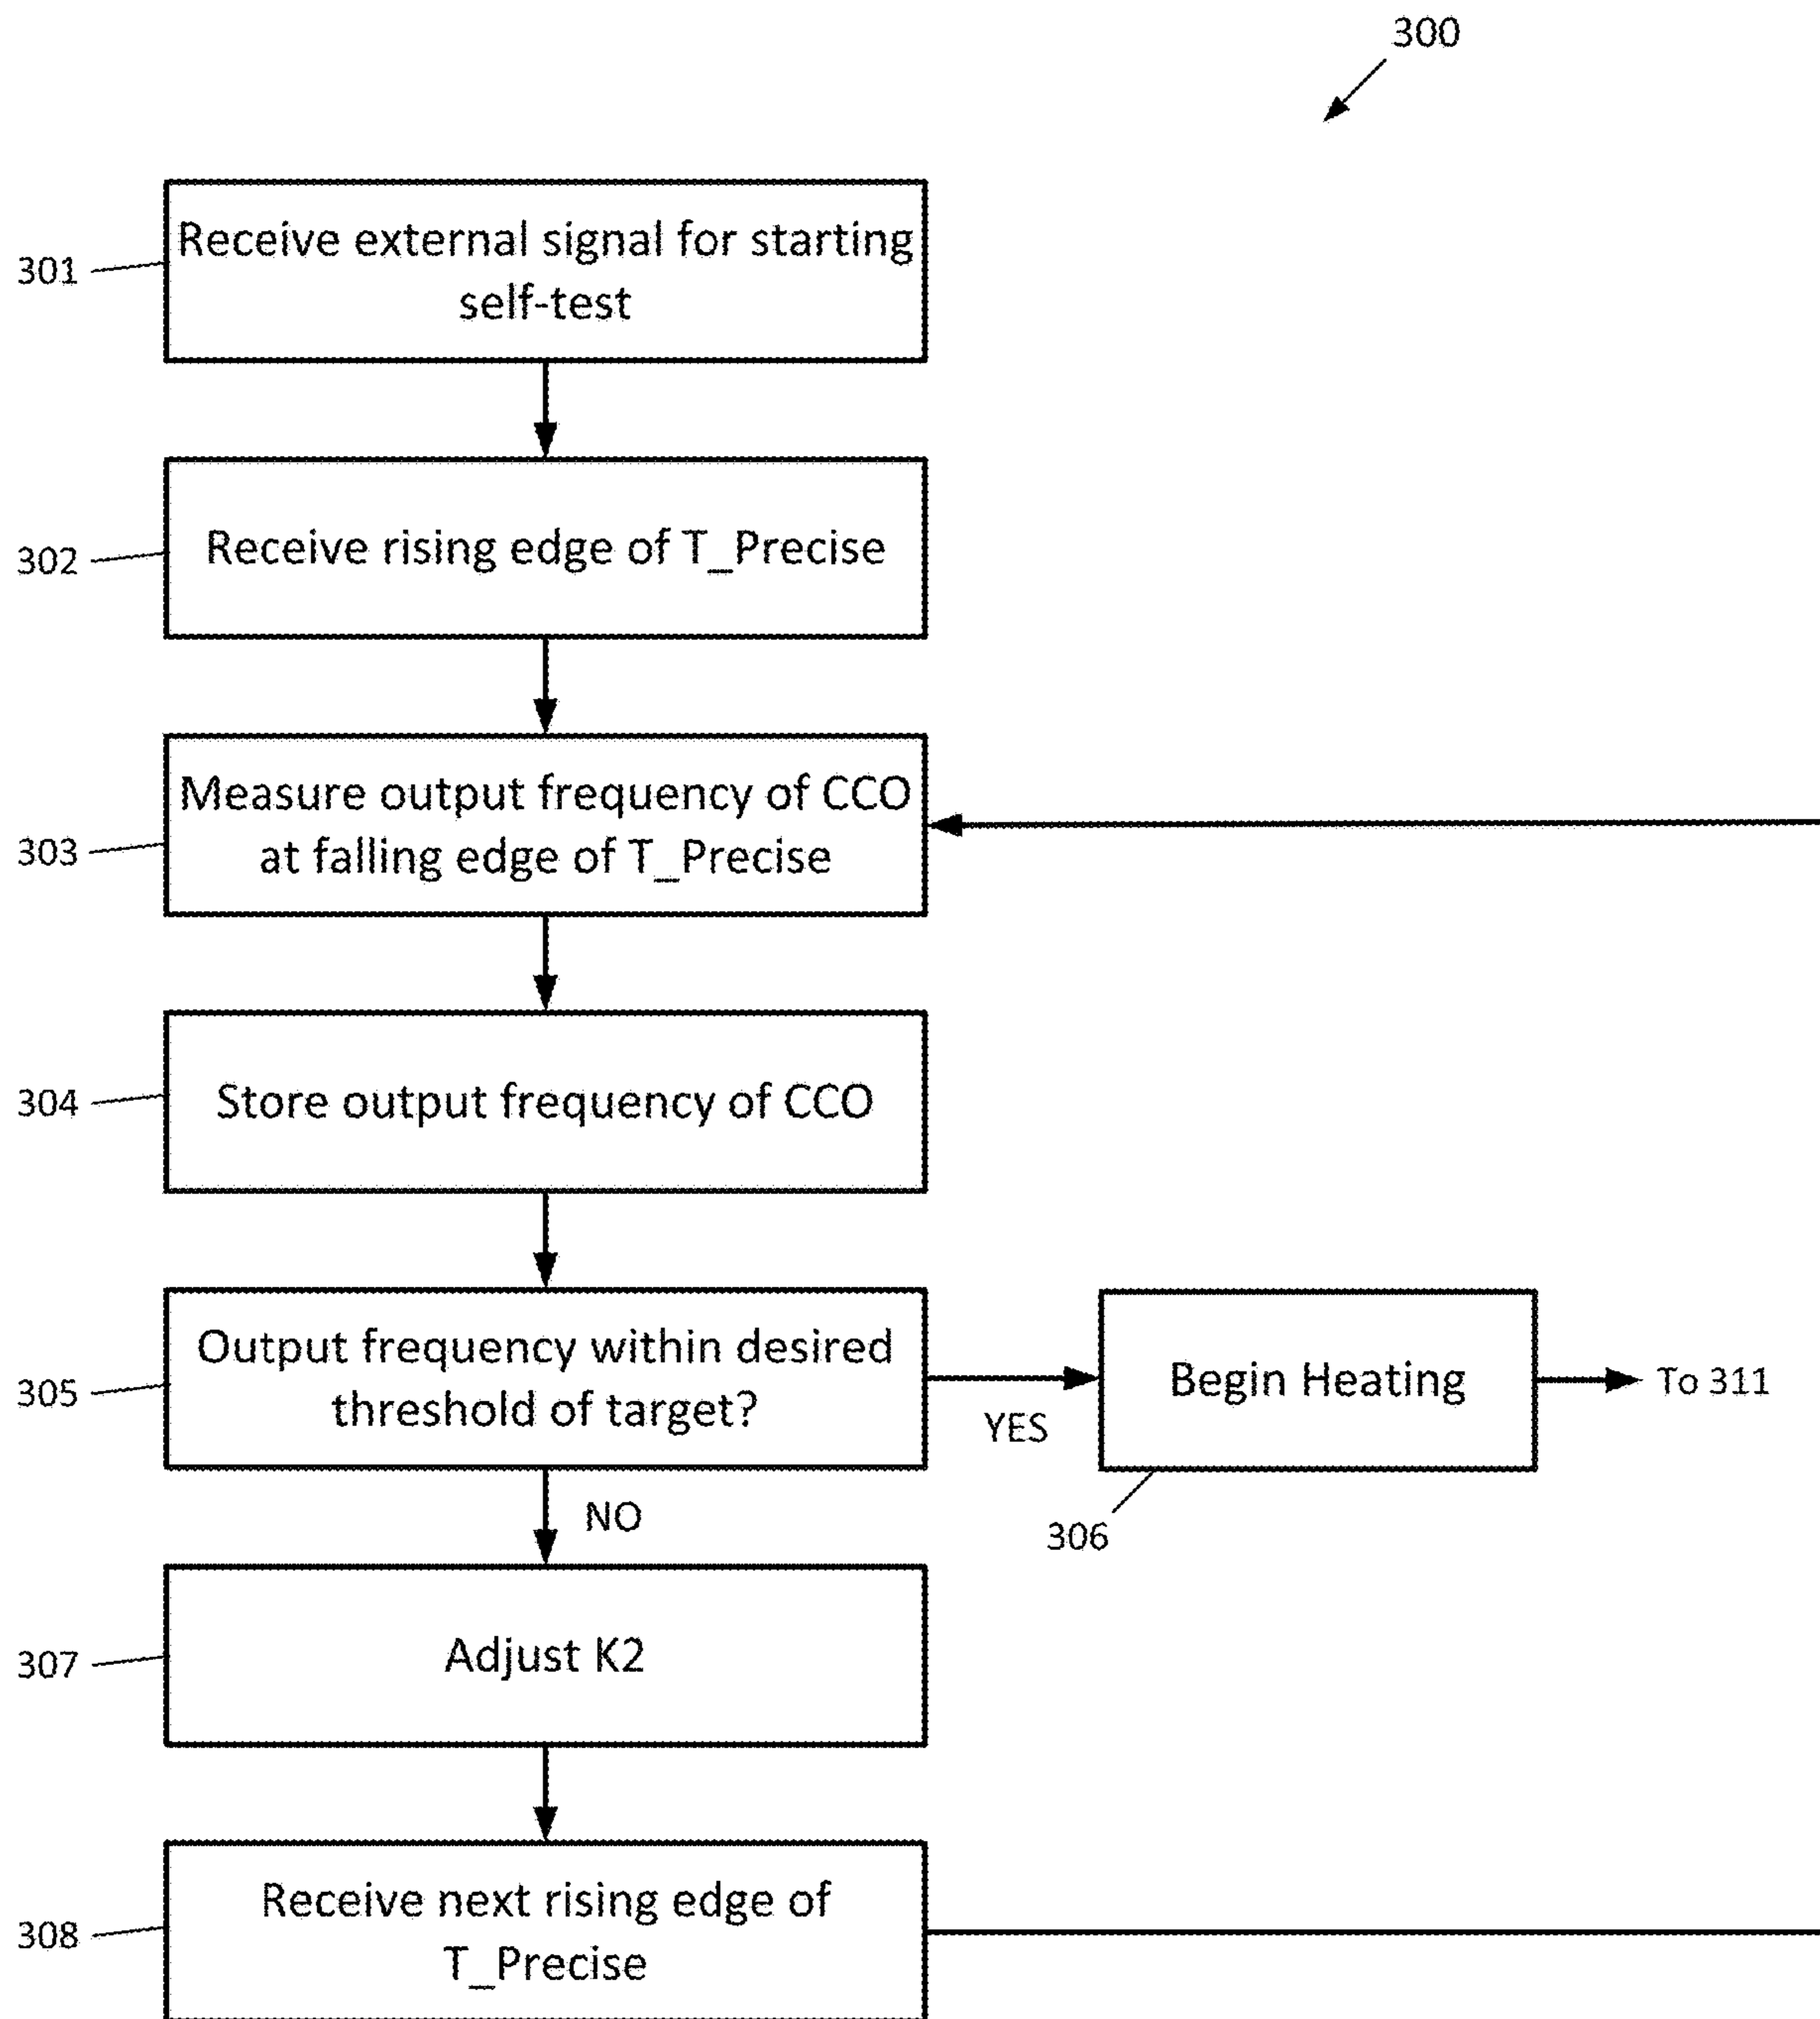 300
301
Receive external signal for starting
self-test
302
Receive rising edge of T_Precise
303
Measure output frequency of CCO
at falling edge of T_Precise
304
Store output frequency of CCO
305
Output frequency within desired
threshold of target?
YES
Begin Heating
To 311
306
NO
307
Adjust K2
308
Receive next rising edge of
T_Precise